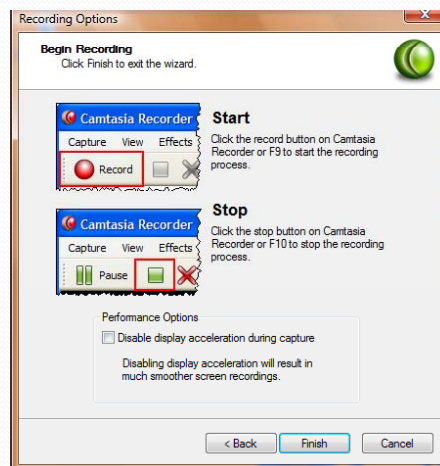 Recording Options
Begin Recording
Click Finish to exit the wizard.
Camtasia Recorder
Capture View Effects
Record
Start
Click the record button on Camtasia
Recorder or F9 to start the recording
process.
Camtasia Recorder
Capture View Effects
Pause
Stop
Click the stop button on Camtasia
Recorder or F10 to stop the recording
process.
Performance Options
Disable display acceleration during capture
Disabling display acceleration will result in
much smoother screen recordings.
< Back Finish Cancel